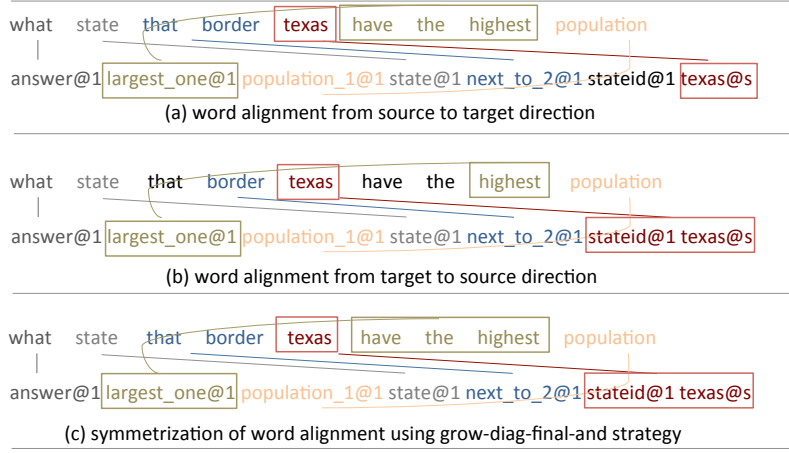 what state that border texas have the highest population
answer@1 largest_one@1 population_1@1 state@1 next_to_2@1 stateid@1 texas@s
(a) word alignment from source to target direction
what state that border texas have the highest population
answer@1 largest_one@1 population_1@1 state@1 next_to_2@1 stateid@1 texas@s
(b) word alignment from target to source direction
what state that border texas have the highest population
answer@1 largest_one@1 population_1@1 state@1 next_to_2@1 stateid@1 texas@s
(c) symmetrization of word alignment using grow-diag-final-and strategy